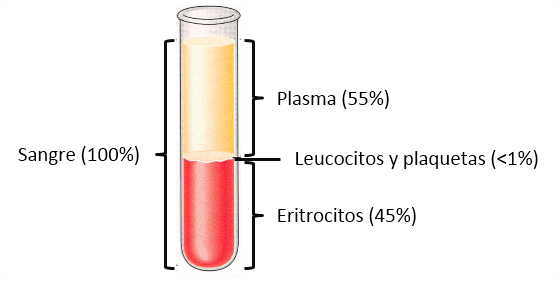 Plasma (55%)
Sangre (100%)
Leucocitos y plaquetas (<1%)
Eritrocitos (45%)